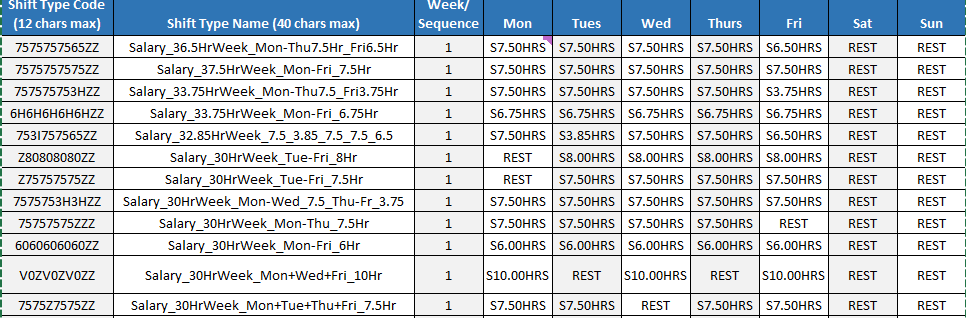 Shift Type Code (12 chars max) Shift Type Name (40 chars max) Week/ Sequence Mon Tues Wed Thurs Fri Sat Sun
7575757565ZZ Salary_36.5HrWeek_Mon-Thu7.5Hr_Fri6.5Hr 1 S7.50HRS S7.50HRS S7.50HRS S7.50HRS S6.50HRS REST REST
7575757575ZZ Salary_37.5HrWeek_Mon-Fri_7.5Hr 1 S7.50HRS S7.50HRS S7.50HRS S7.50HRS S7.50HRS REST REST
757575753HZZ Salary_33.75HrWeek_Mon-Thu7.5_Fri3.75Hr 1 S7.50HRS S7.50HRS S7.50HRS S7.50HRS S3.75HRS REST REST
6H6H6H6H6HZZ Salary_33.75HrWeek_Mon-Fri_6.75Hr 1 S6.75HRS S6.75HRS S6.75HRS S6.75HRS S6.75HRS REST REST
753I757565ZZ Salary_32.85HrWeek_7.5_3.85_7.5_7.5_6.5 1 S7.50HRS S3.85HRS S7.50HRS S7.50HRS S6.50HRS REST REST
Z80808080ZZ Salary_30HrWeek_Tue-Fri_8Hr 1 REST S8.00HRS S8.00HRS S8.00HRS S8.00HRS REST REST
Z75757575ZZ Salary_30HrWeek_Tue-Fri_7.5Hr 1 REST S7.50HRS S7.50HRS S7.50HRS S7.50HRS REST REST
7575753H3HZZ Salary_30HrWeek_Mon-Wed_7.5_Thu-Fr_3.75 1 S7.50HRS S7.50HRS S7.50HRS S3.75HRS S3.75HRS REST REST
75757575ZZZ Salary_30HrWeek_Mon-Thu_7.5Hr 1 S7.50HRS S7.50HRS S7.50HRS S7.50HRS REST REST REST
6060606060ZZ Salary_30HrWeek_Mon-Fri_6Hr 1 S6.00HRS S6.00HRS S6.00HRS S6.00HRS S6.00HRS REST REST
V0ZV0ZV0ZZ Salary_30HrWeek_Mon+Wed+Fri_10Hr 1 S10.00HRS REST S10.00HRS REST S10.00HRS REST REST
7575Z7575ZZ Salary_30HrWeek_Mon+Tue+Thu+Fri_7.5Hr 1 S7.50HRS S7.50HRS REST S7.50HRS S7.50HRS REST REST